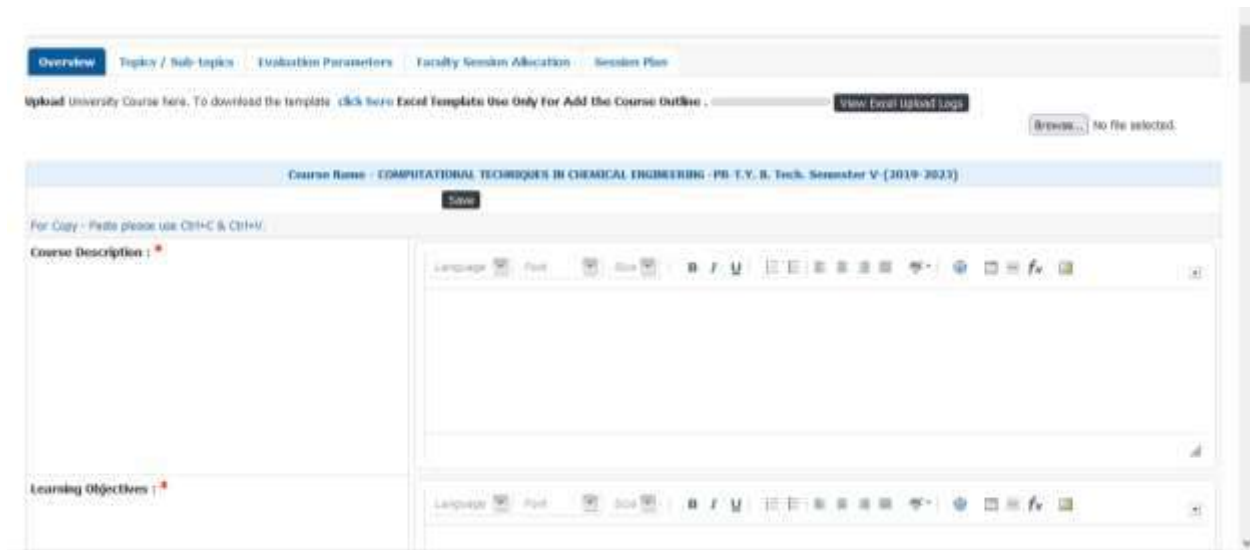 Overview Topics / Sub-topics Evaluation Parameters Faculty Session Allocation Session Plan
Upload University Course here. To download the template click here Excel Template Use Only For Add the Course Outline . View Excel Upload Logs
Browse... No file selected.
Course Name - COMPUTATIONAL TECHNIQUES IN CHEMICAL ENGINEERING -PB-T.Y. B. Tech. Semester V-(2019-2023)
Save
For Copy - Paste please use Ctrl+C & Ctrl+V.
Course Description : *
Language Font Size B I U fx
Learning Objectives : *
Language Font Size B I U fx